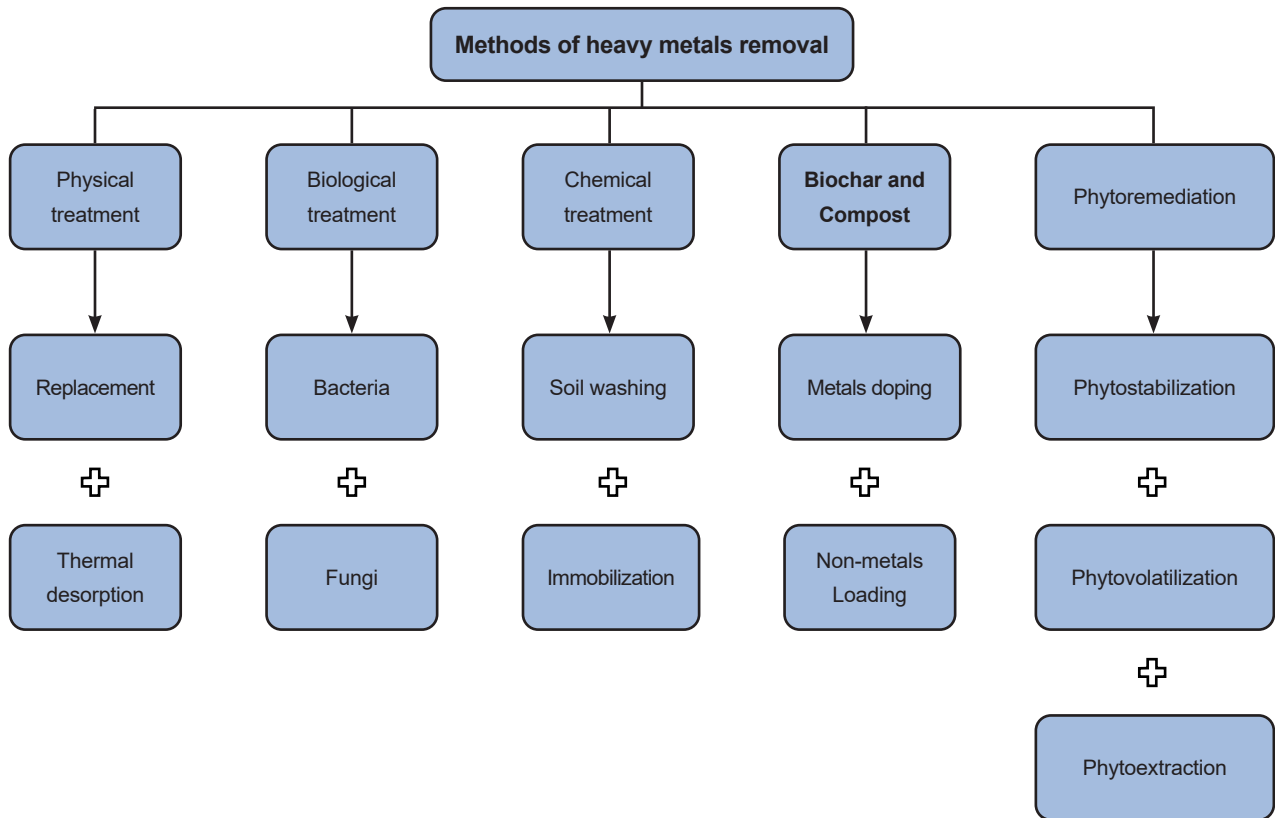 Methods of heavy metals removal
Physical
treatment
Biological
treatment
Chemical
treatment
Biochar and
Compost
Phytoremediation
Replacement
Bacteria
Soil washing
Metals doping
Phytostabilization
Thermal
desorption
Fungi
Immobilization
Non-metals
Loading
Phytovolatilization
Phytoextraction